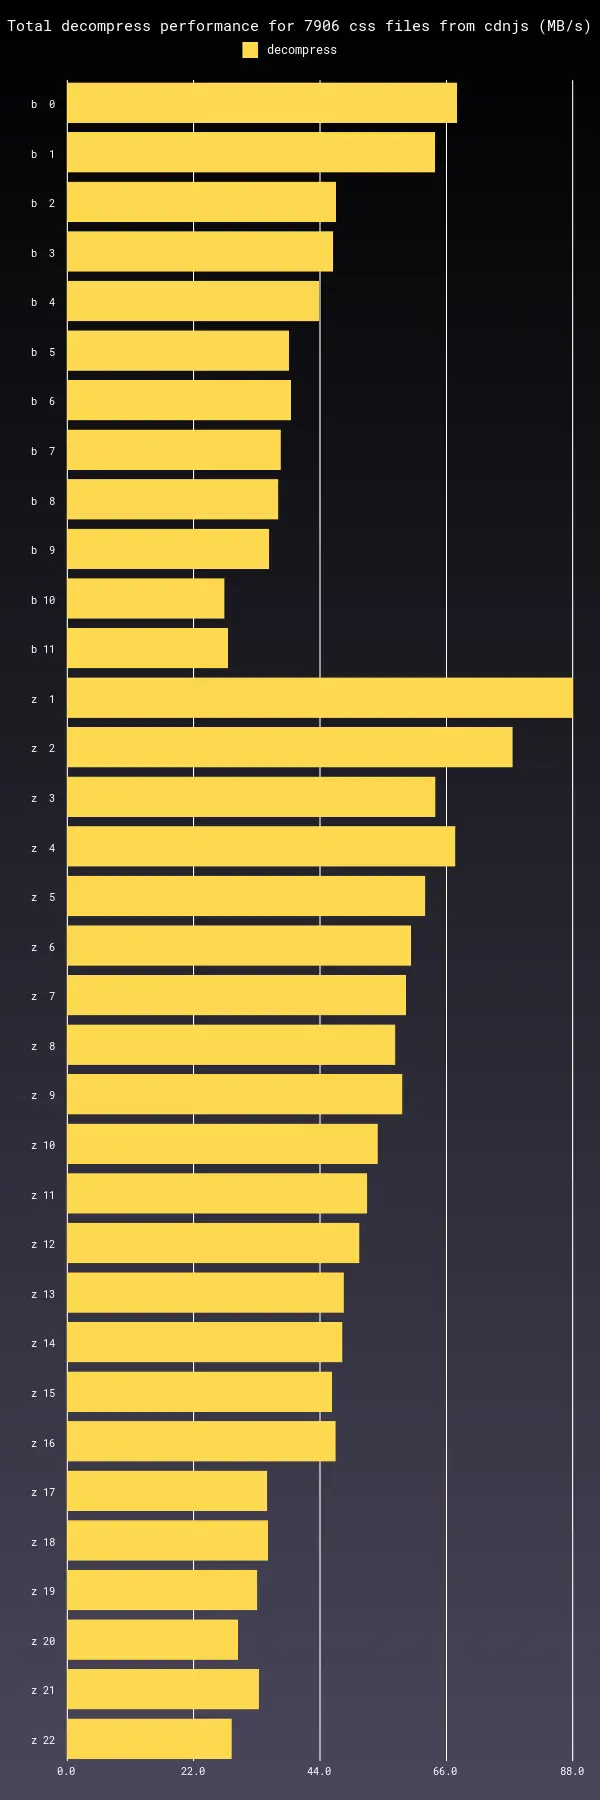 Total decompress performance for 7906 css files from cdnjs (MB/s)
decompress
b 0
b 1
b 2
b 3
b 4
b 5
b 6
b 7
b 8
b 9
b 10
b 11
z 1
z 2
z 3
z 4
z 5
z 6
z 7
z 8
z 9
z 10
z 11
z 12
z 13
z 14
z 15
z 16
z 17
z 18
z 19
z 20
z 21
z 22
0.0 22.0 44.0 66.0 88.0